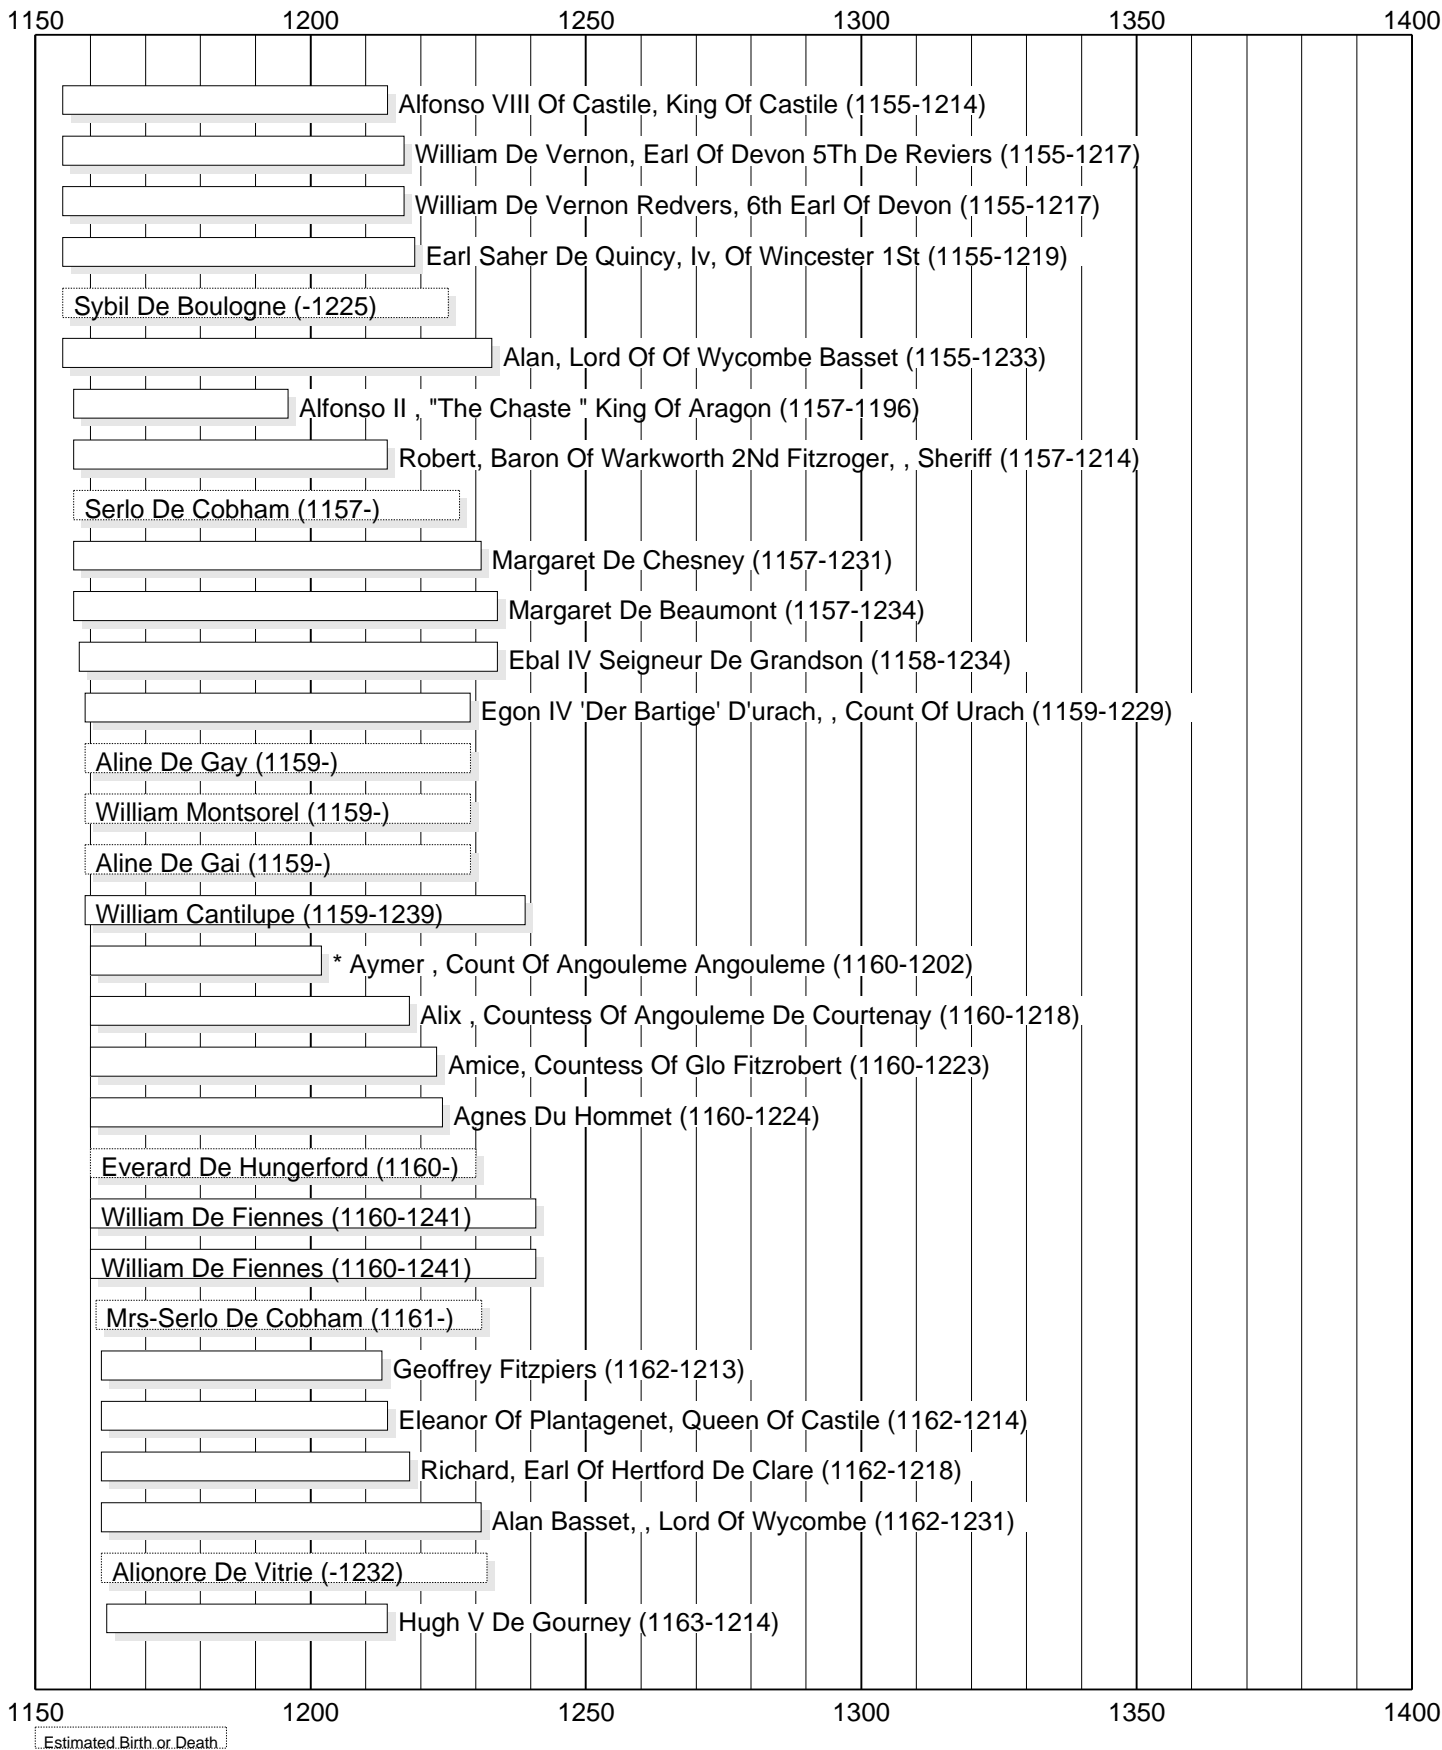 1150 1200 1250 1300 1350 1400
Alfonso VIII Of Castile, King Of Castile (1155-1214)
William De Vernon, Earl Of Devon 5Th De Reviers (1155-1217)
William De Vernon Redvers, 6th Earl Of Devon (1155-1217)
Earl Saher De Quincy, Iv, Of Wincester 1St (1155-1219)
Sybil De Boulogne (-1225)
Alan, Lord Of Of Wycombe Basset (1155-1233)
Alfonso II , "The Chaste " King Of Aragon (1157-1196)
Robert, Baron Of Warkworth 2Nd Fitzroger, , Sheriff (1157-1214)
Serlo De Cobham (1157-)
Margaret De Chesney (1157-1231)
Margaret De Beaumont (1157-1234)
Ebal IV Seigneur De Grandson (1158-1234)
Egon IV 'Der Bartige' D'urach, , Count Of Urach (1159-1229)
Aline De Gay (1159-)
William Montsorel (1159-)
Aline De Gai (1159-)
William Cantilupe (1159-1239)
* Aymer , Count Of Angouleme Angouleme (1160-1202)
Alix , Countess Of Angouleme De Courtenay (1160-1218)
Amice, Countess Of Glo Fitzrobert (1160-1223)
Agnes Du Hommet (1160-1224)
Everard De Hungerford (1160-)
William De Fiennes (1160-1241)
William De Fiennes (1160-1241)
Mrs-Serlo De Cobham (1161-)
Geoffrey Fitzpiers (1162-1213)
Eleanor Of Plantagenet, Queen Of Castile (1162-1214)
Richard, Earl Of Hertford De Clare (1162-1218)
Alan Basset, , Lord Of Wycombe (1162-1231)
Alionore De Vitrie (-1232)
Hugh V De Gourney (1163-1214)
1150 1200 1250 1300 1350 1400
Estimated Birth or Death